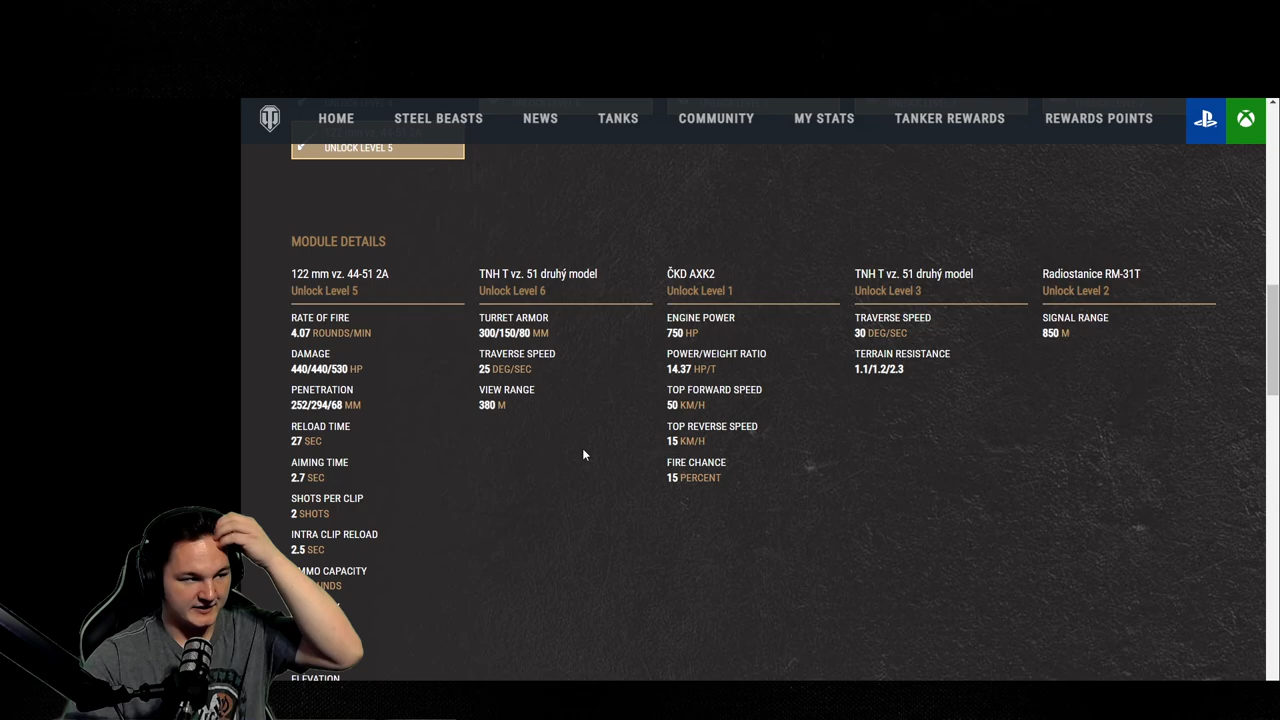 HOME STEEL BEASTS NEWS TANKS COMMUNITY MY STATS TANKER REWARDS REWARDS POINTS
UNLOCK LEVEL 5
MODULE DETAILS
122 mm vz. 44-51 2A
Unlock Level 5
RATE OF FIRE
4.07 ROUNDS/MIN
DAMAGE
440/440/530 HP
PENETRATION
252/294/68 MM
RELOAD TIME
27 SEC
AIMING TIME
2.7 SEC
SHOTS PER CLIP
2 SHOTS
INTRA CLIP RELOAD
2.5 SEC
AMMO CAPACITY
ELEVATION
TNH T vz. 51 druhý model
Unlock Level 6
TURRET ARMOR
300/150/80 MM
TRAVERSE SPEED
25 DEG/SEC
VIEW RANGE
380 M
ČKD AXK2
Unlock Level 1
ENGINE POWER
750 HP
POWER/WEIGHT RATIO
14.37 HP/T
TOP FORWARD SPEED
50 KM/H
TOP REVERSE SPEED
15 KM/H
FIRE CHANCE
15 PERCENT
TNH T vz. 51 druhý model
Unlock Level 3
TRAVERSE SPEED
30 DEG/SEC
TERRAIN RESISTANCE
1.1/1.2/2.3
Radiostanice RM-31T
Unlock Level 2
SIGNAL RANGE
850 M